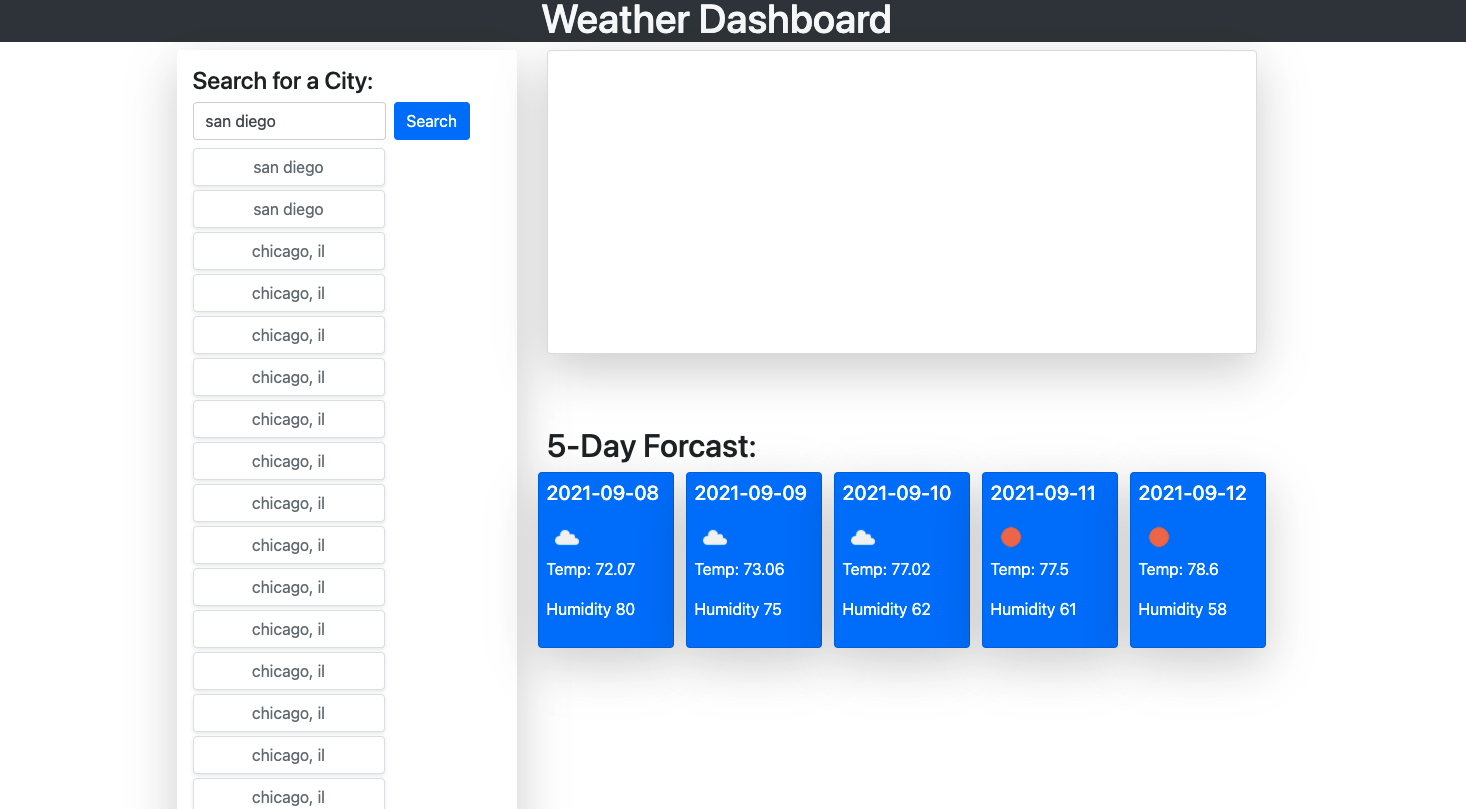 Weather Dashboard
Search for a City:
san diego
Search
san diego
san diego
chicago, il
chicago, il
chicago, il
chicago, il
chicago, il
chicago, il
chicago, il
chicago, il
chicago, il
chicago, il
chicago, il
chicago, il
chicago, il
chicago, il
5-Day Forcast:
2021-09-08
Temp: 72.07
Humidity 80
2021-09-09
Temp: 73.06
Humidity 75
2021-09-10
Temp: 77.02
Humidity 62
2021-09-11
Temp: 77.5
Humidity 61
2021-09-12
Temp: 78.6
Humidity 58